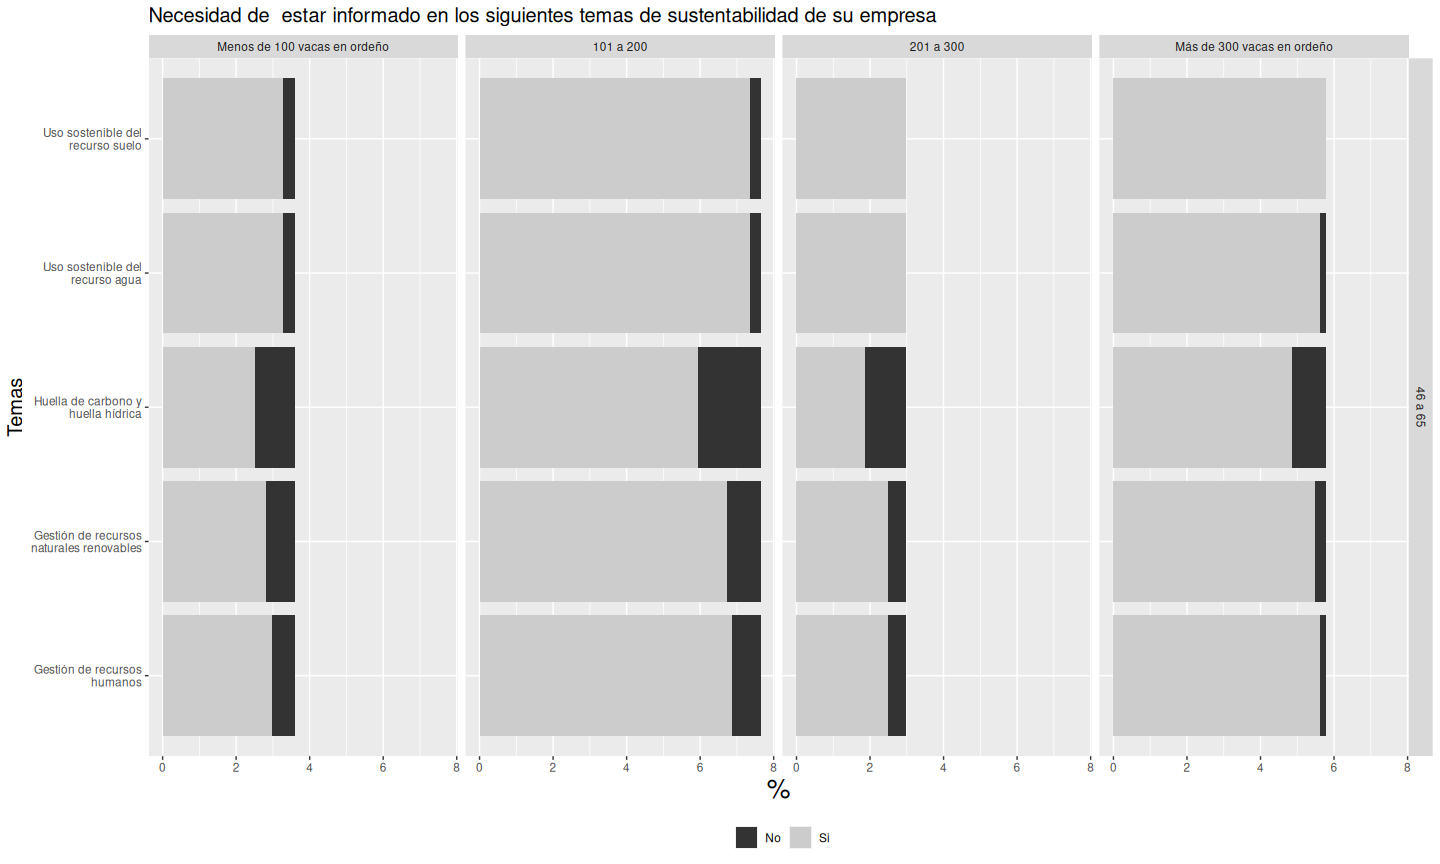 Necesidad de  estar informado en los siguientes temas de sustentabilidad de su empresa
Menos de 100 vacas en ordeño
101 a 200
201 a 300
Más de 300 vacas en ordeño
Temas
Uso sostenible del
recurso suelo
Uso sostenible del
recurso agua
Huella de carbono y
huella hídrica
Gestión de recursos
naturales renovables
Gestión de recursos
humanos
46 a 65
0 2 4 6 8
0 2 4 6 8
0 2 4 6 8
0 2 4 6 8
%
No
Si